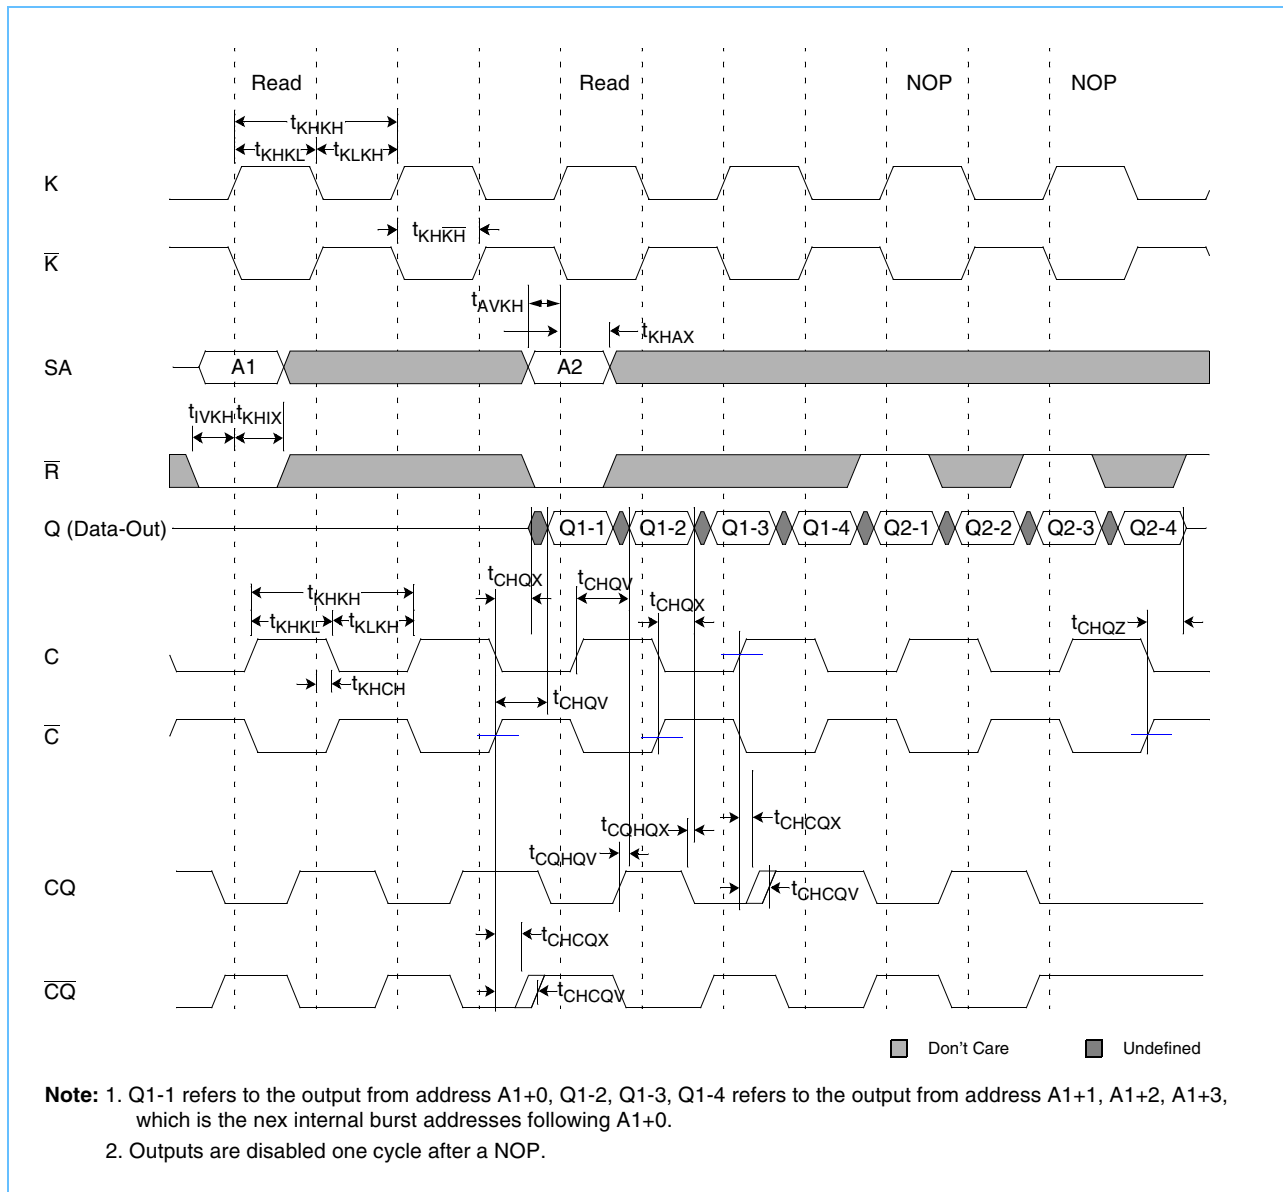 Read Read NOP NOP
tKHKH
tKHKL tKLKH
K
tKHK̅H̅
K̅
tAVKH
tKHAX
SA A1 A2
tIVKH tKHIX
R̅
Q (Data-Out) Q1-1 Q1-2 Q1-3 Q1-4 Q2-1 Q2-2 Q2-3 Q2-4
tCHQX tCHQV
tKHKH tCHQX
tKHKL tKLKH tCHQZ
C
tKHCH
tCHQV
C̅
tCHCQX
tCQHQX
tCQHQV
CQ tCHCQV
tCHCQX
C̅Q̅ tCHCQV
Don't Care Undefined
Note: 1. Q1-1 refers to the output from address A1+0, Q1-2, Q1-3, Q1-4 refers to the output from address A1+1, A1+2, A1+3,
which is the nex internal burst addresses following A1+0.
2. Outputs are disabled one cycle after a NOP.